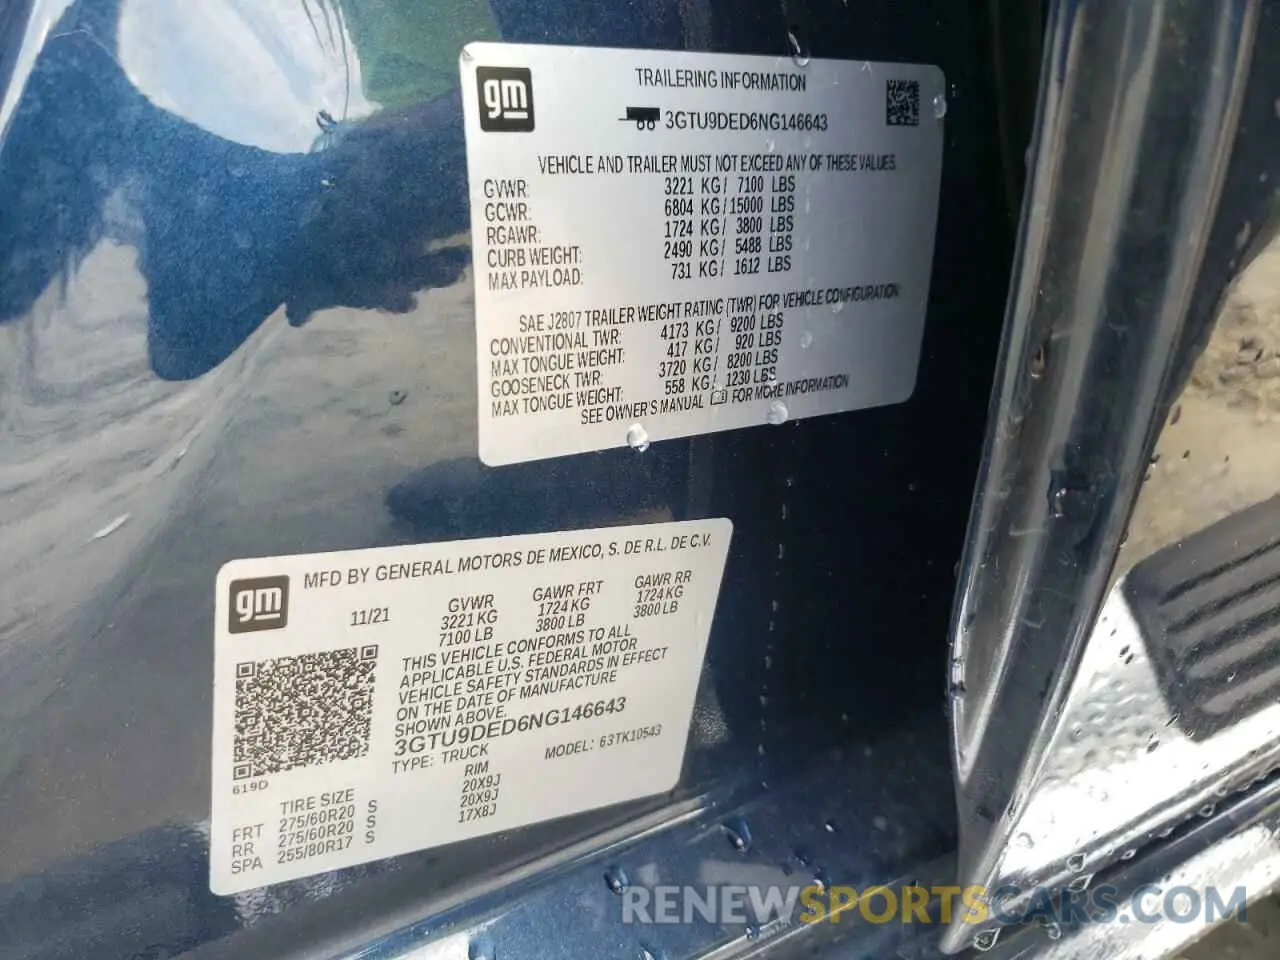 gm
TRAILERING INFORMATION
3GTU9DED6NG146643
VEHICLE AND TRAILER MUST NOT EXCEED ANY OF THESE VALUES.
GVWR: 3221 KG/ 7100 LBS
GCWR: 6804 KG/15000 LBS
RGAWR: 1724 KG/ 3800 LBS
CURB WEIGHT: 2490 KG/ 5488 LBS
MAX PAYLOAD: 731 KG/ 1612 LBS
SAE J2807 TRAILER WEIGHT RATING (TWR) FOR VEHICLE CONFIGURATION
CONVENTIONAL TWR: 4173 KG/ 9200 LBS
MAX TONGUE WEIGHT: 417 KG/ 920 LBS
GOOSENECK TWR: 3720 KG/ 8200 LBS
MAX TONGUE WEIGHT: 558 KG/ 1230 LBS
SEE OWNER'S MANUAL FOR MORE INFORMATION
gm
MFD BY GENERAL MOTORS DE MEXICO, S. DE R.L. DE C.V.
11/21 GVWR GAWR FRT GAWR RR
3221 KG 1724 KG 1724 KG
7100 LB 3800 LB 3800 LB
THIS VEHICLE CONFORMS TO ALL
APPLICABLE U.S. FEDERAL MOTOR
VEHICLE SAFETY STANDARDS IN EFFECT
ON THE DATE OF MANUFACTURE
SHOWN ABOVE.
3GTU9DED6NG146643
TYPE: TRUCK MODEL: 63TK10543
619D
TIRE SIZE RIM
FRT 275/60R20 S 20X9J
RR 275/60R20 S 20X9J
SPA 255/80R17 S 17X8J
RENEWSPORTSCARS.COM